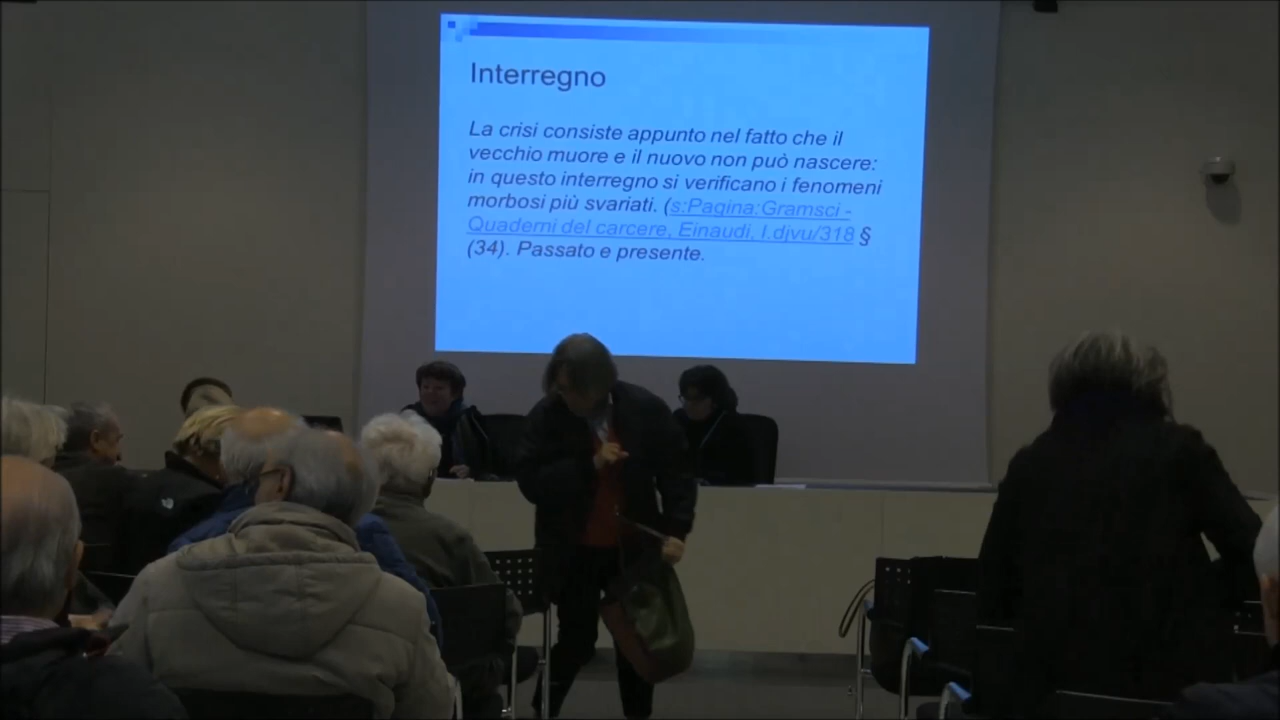 Interregno
La crisi consiste appunto nel fatto che il
vecchio muore e il nuovo non può nascere:
in questo interregno si verificano i fenomeni
morbosi più svariati. (s:Pagina:Gramsci -
Quaderni del carcere, Einaudi, I.djvu/318 §
(34). Passato e presente.